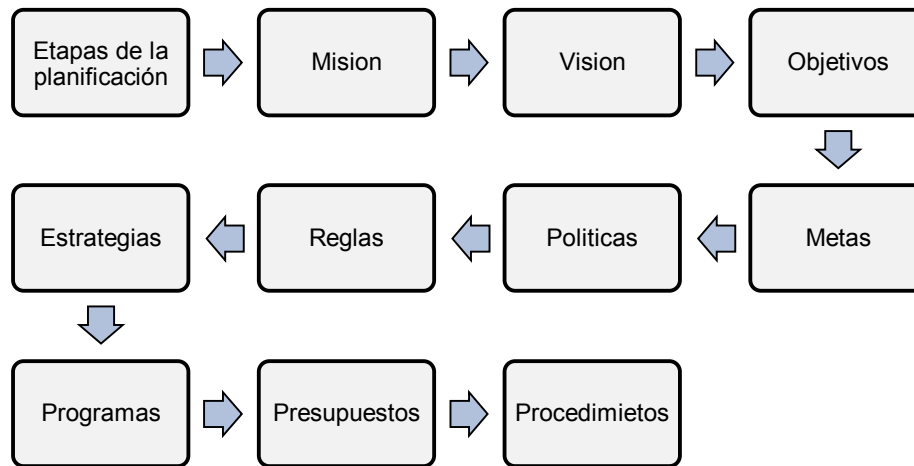 Etapas de la
planificación
Mision
Vision
Objetivos
Metas
Politicas
Reglas
Estrategias
Programas
Presupuestos
Procedimietos